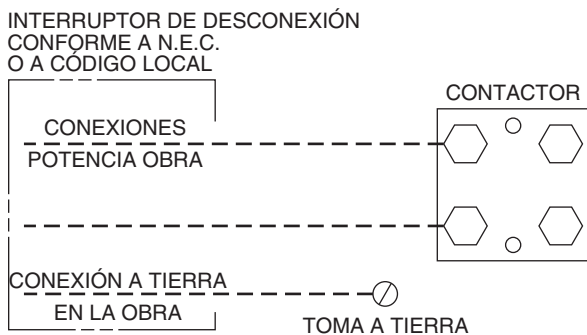 INTERRUPTOR DE DESCONEXIÓN
CONFORME A N.E.C.
O A CÓDIGO LOCAL
CONTACTOR
CONEXIONES
POTENCIA OBRA
CONEXIÓN A TIERRA
EN LA OBRA
TOMA A TIERRA